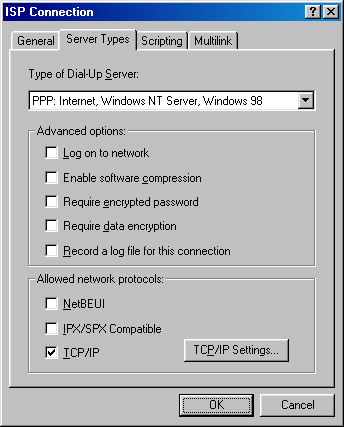 ISP Connection
General Server Types Scripting Multilink
Type of Dial-Up Server:
PPP: Internet, Windows NT Server, Windows 98
Advanced options:
Log on to network
Enable software compression
Require encrypted password
Require data encryption
Record a log file for this connection
Allowed network protocols:
NetBEUI
IPX/SPX Compatible
TCP/IP TCP/IP Settings...
OK Cancel